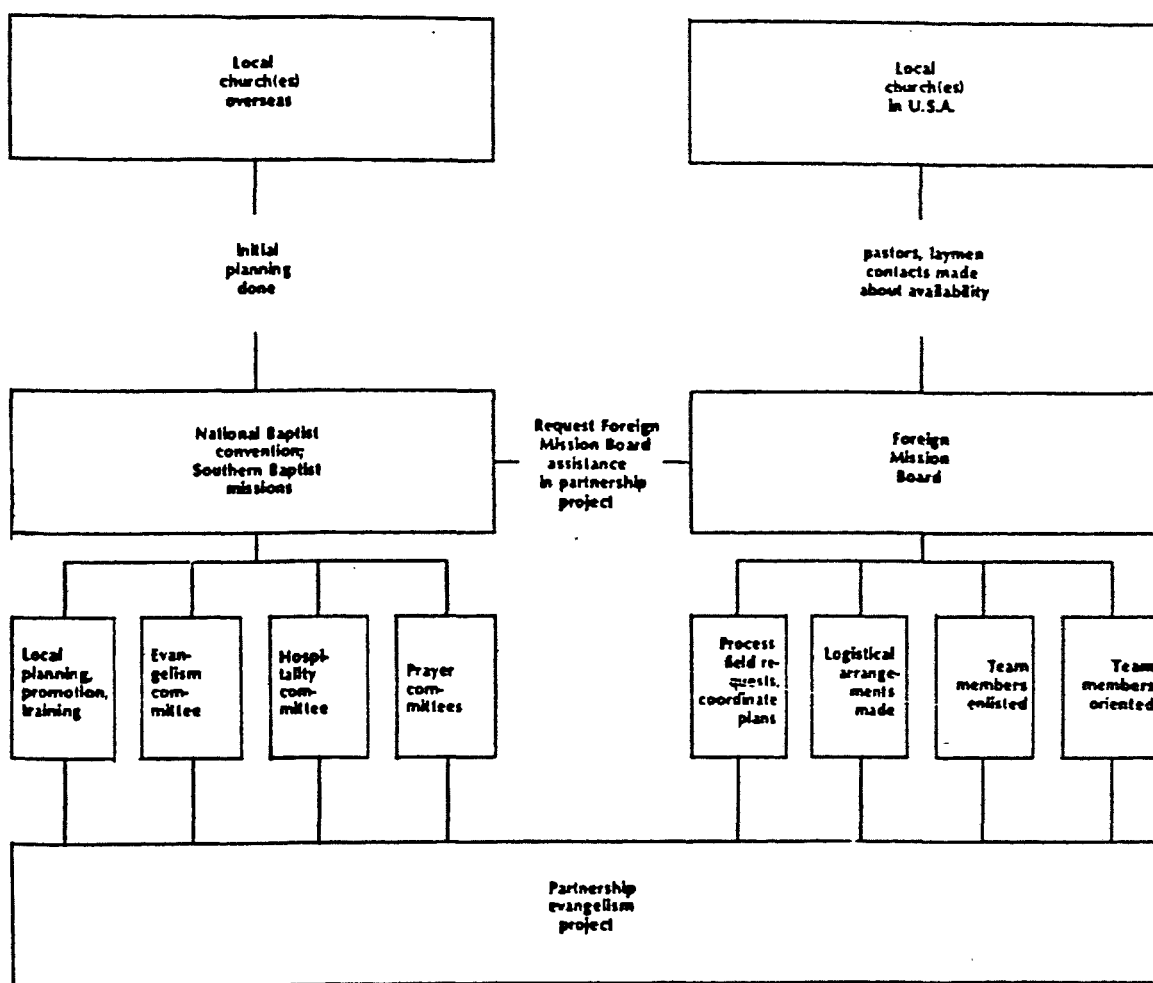 Local
church(es)
overseas
Local
church(es)
in U.S.A.
Initial
planning
done
pastors, laymen
contacts made
about availability
National Baptist
convention;
Southern Baptist
missions
Request Foreign
Mission Board
assistance
in partnership
project
Foreign
Mission
Board
Local
planning,
promotion,
training
Evan-
gelism
com-
mittee
Hospi-
tality
com-
mittee
Prayer
com-
mittees
Process
field re-
quests,
coordinate
plans
Logistical
arrange-
ments
made
Team
members
enlisted
Team
members
oriented
Partnership
evangelism
project